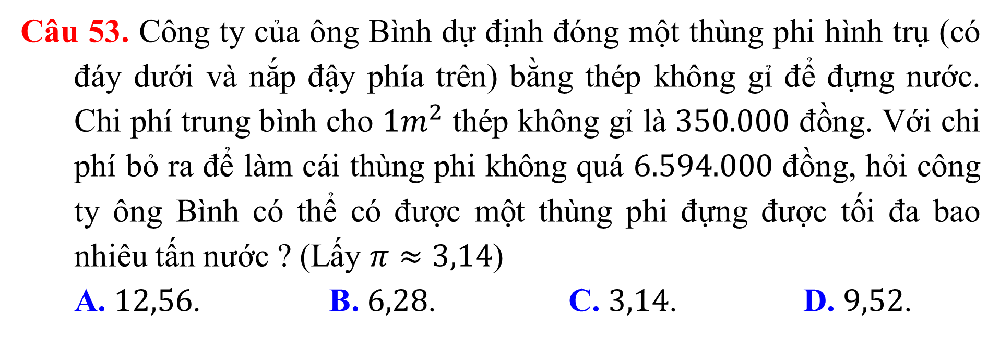 Câu 53. Công ty của ông Bình dự định đóng một thùng phi hình trụ (có
đáy dưới và nắp đậy phía trên) bằng thép không gỉ để đựng nước.
Chi phí trung bình cho 1m² thép không gỉ là 350.000 đồng. Với chi
phí bỏ ra để làm cái thùng phi không quá 6.594.000 đồng, hỏi công
ty ông Bình có thể có được một thùng phi đựng được tối đa bao
nhiêu tấn nước ? (Lấy π ≈ 3,14)
A. 12,56. B. 6,28. C. 3,14. D. 9,52.